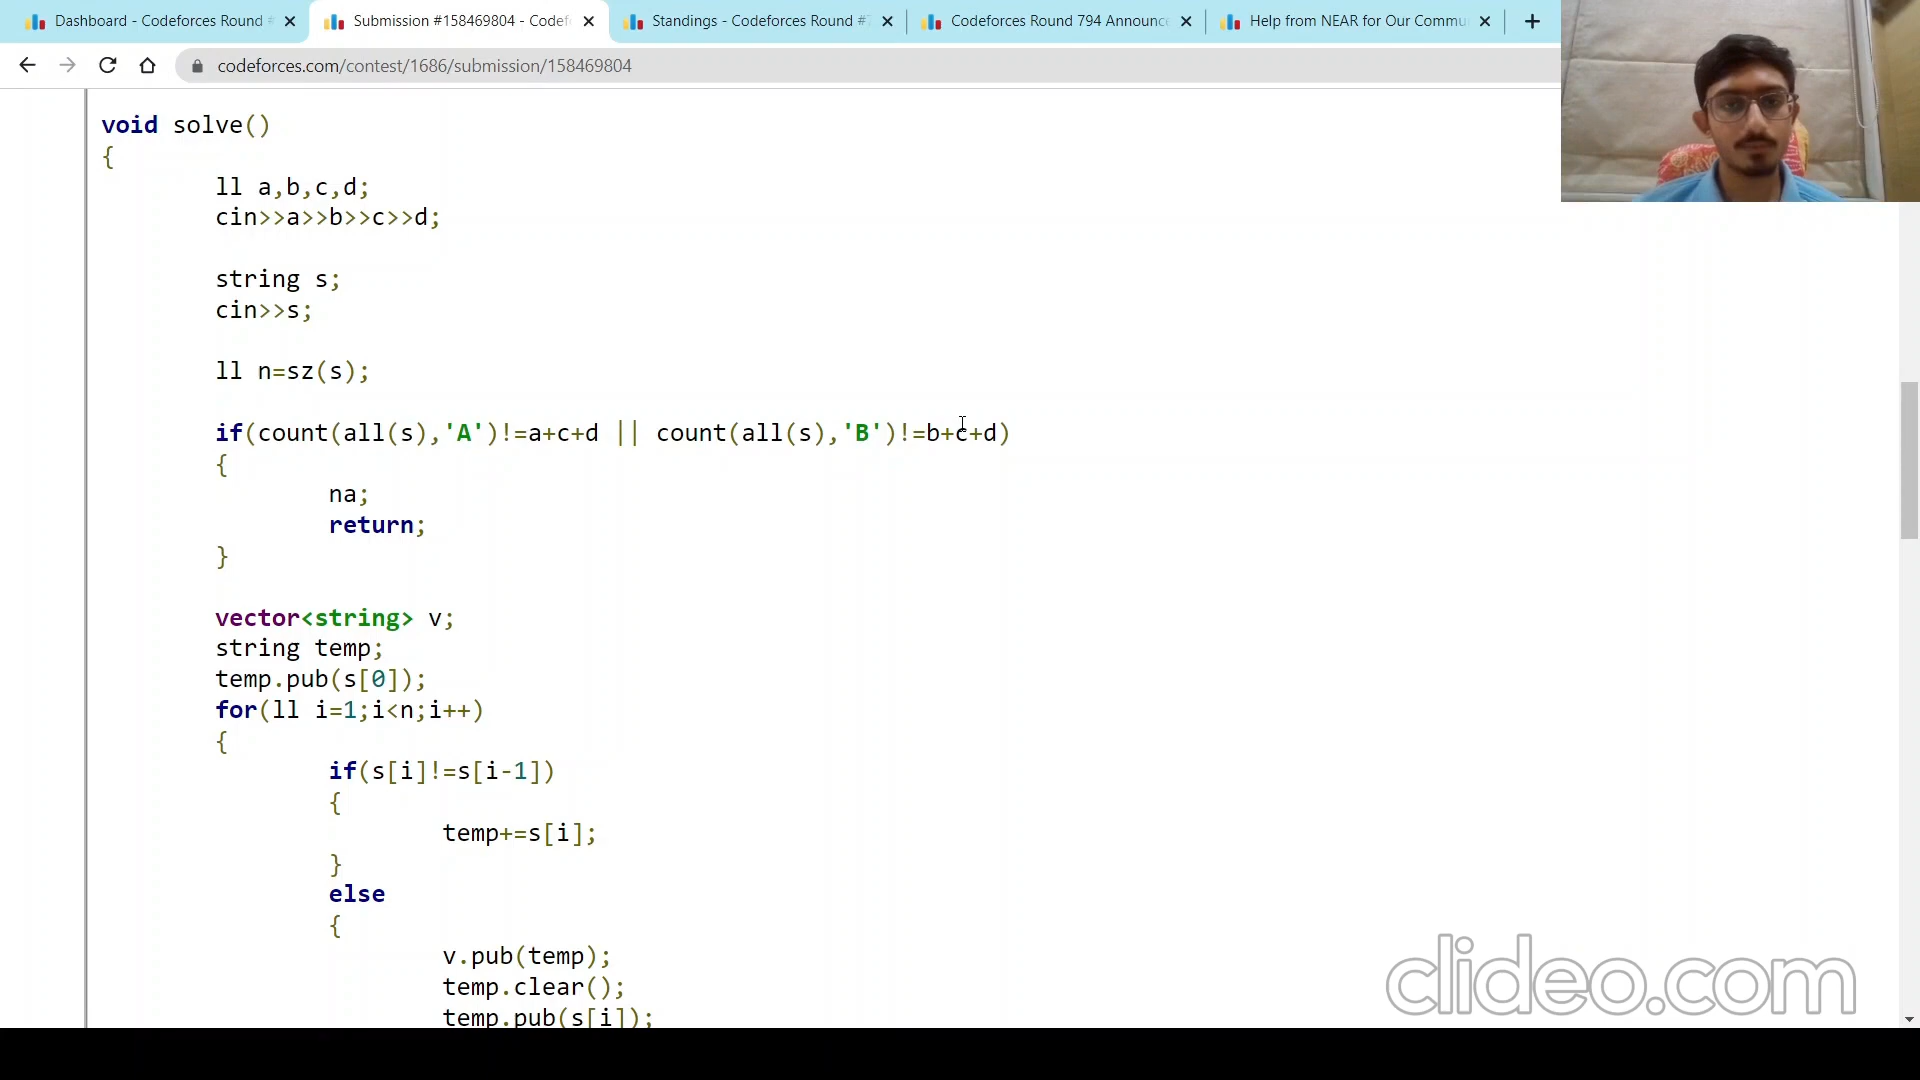 Dashboard - Codeforces Round #
Submission #158469804 - Codef
Standings - Codeforces Round #7
Codeforces Round 794 Announce
Help from NEAR for Our Commu
codeforces.com/contest/1686/submission/158469804
void solve()
{
ll a,b,c,d;
cin>>a>>b>>c>>d;
string s;
cin>>s;
ll n=sz(s);
if(count(all(s),'A')!=a+c+d || count(all(s),'B')!=b+c+d)
{
na;
return;
}
vector<string> v;
string temp;
temp.pub(s[0]);
for(ll i=1;i<n;i++)
{
if(s[i]!=s[i-1])
{
temp+=s[i];
}
else
{
v.pub(temp);
temp.clear();
temp.pub(s[i]);
clideo.com